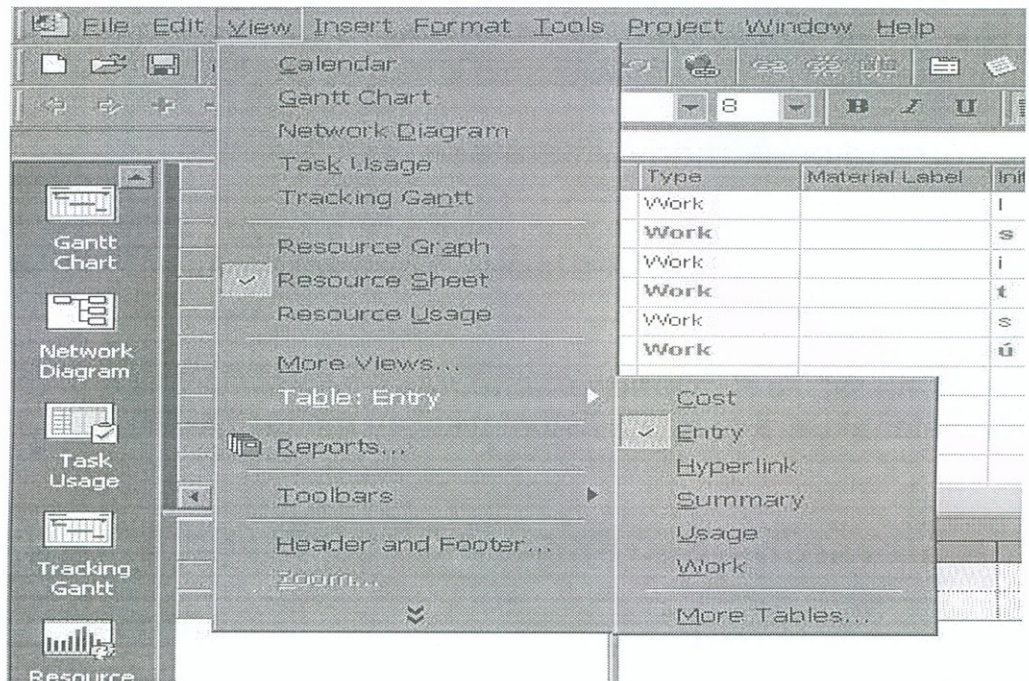 File Edit View Insert Format Tools Project Window Help
8 B I U
Calendar
Gantt Chart
Network Diagram
Task Usage
Tracking Gantt
Resource Graph
Resource Sheet
Resource Usage
More Views...
Table: Entry
Reports...
Toolbars
Header and Footer...
Zoom...
Cost
Entry
Hyperlink
Summary
Usage
Work
More Tables...
Type Material Label Init
Work I
Work s
Work i
Work t
Work s
Work ú
Gantt
Chart
Network
Diagram
Task
Usage
Tracking
Gantt
Resource